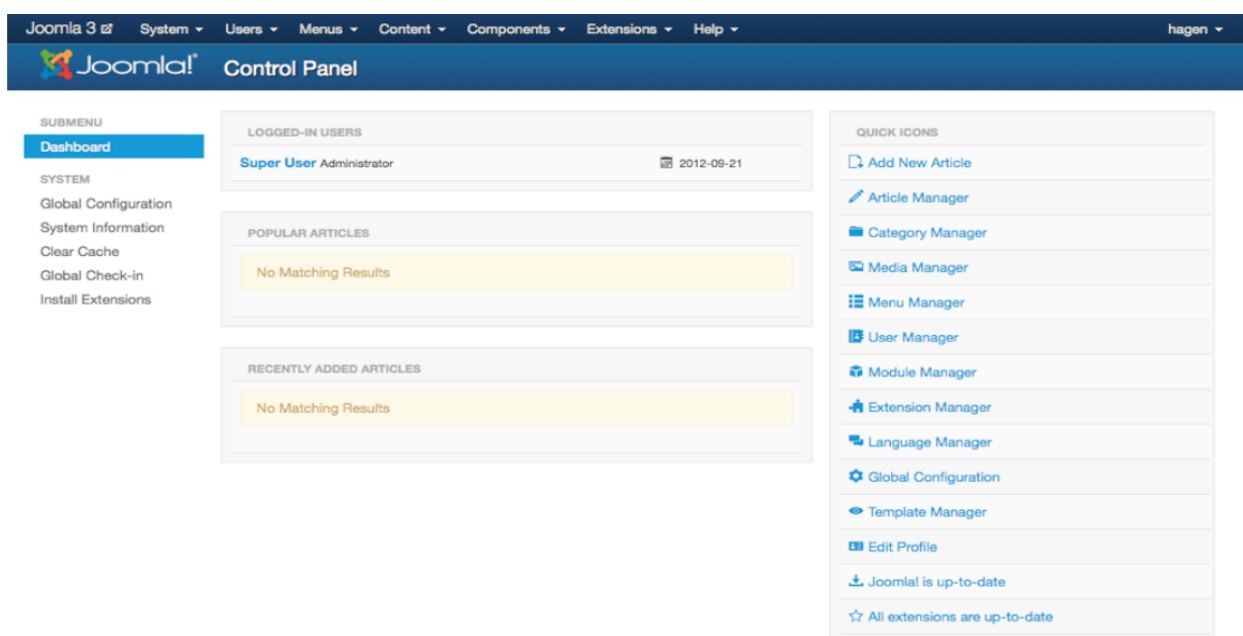 Joomla 3 System Users Menus Content Components Extensions Help hagen
Joomla!® Control Panel
SUBMENU
Dashboard
SYSTEM
Global Configuration
System Information
Clear Cache
Global Check-in
Install Extensions
LOGGED-IN USERS
Super User Administrator 2012-09-21
POPULAR ARTICLES
No Matching Results
RECENTLY ADDED ARTICLES
No Matching Results
QUICK ICONS
Add New Article
Article Manager
Category Manager
Media Manager
Menu Manager
User Manager
Module Manager
Extension Manager
Language Manager
Global Configuration
Template Manager
Edit Profile
Joomla! is up-to-date
All extensions are up-to-date